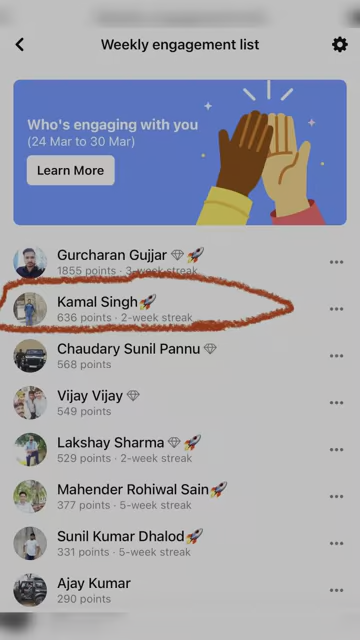 Weekly engagement list
Who's engaging with you
(24 Mar to 30 Mar)
Learn More
Gurcharan Gujjar
1855 points · 3-week streak
Kamal Singh
636 points · 2-week streak
Chaudary Sunil Pannu
568 points
Vijay Vijay
549 points
Lakshay Sharma
529 points · 2-week streak
Mahender Rohiwal Sain
377 points · 5-week streak
Sunil Kumar Dhalod
331 points · 5-week streak
Ajay Kumar
290 points